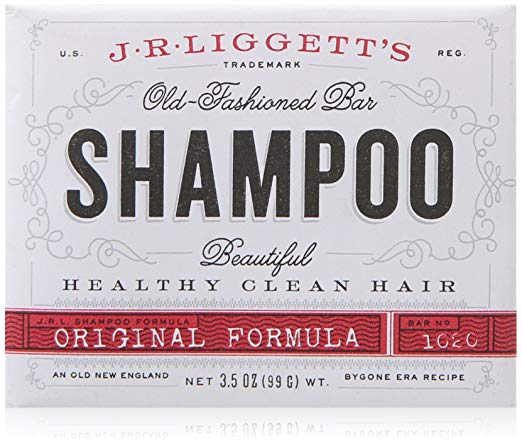 U.S. J·R·LIGGETT'S REG.
TRADEMARK
Old-Fashioned Bar
SHAMPOO
Beautiful
HEALTHY CLEAN HAIR
J.R.L. SHAMPOO FORMULA BAR Nº
ORIGINAL FORMULA 1020
AN OLD NEW ENGLAND NET 3.5 OZ (99 G) WT. BYGONE ERA RECIPE